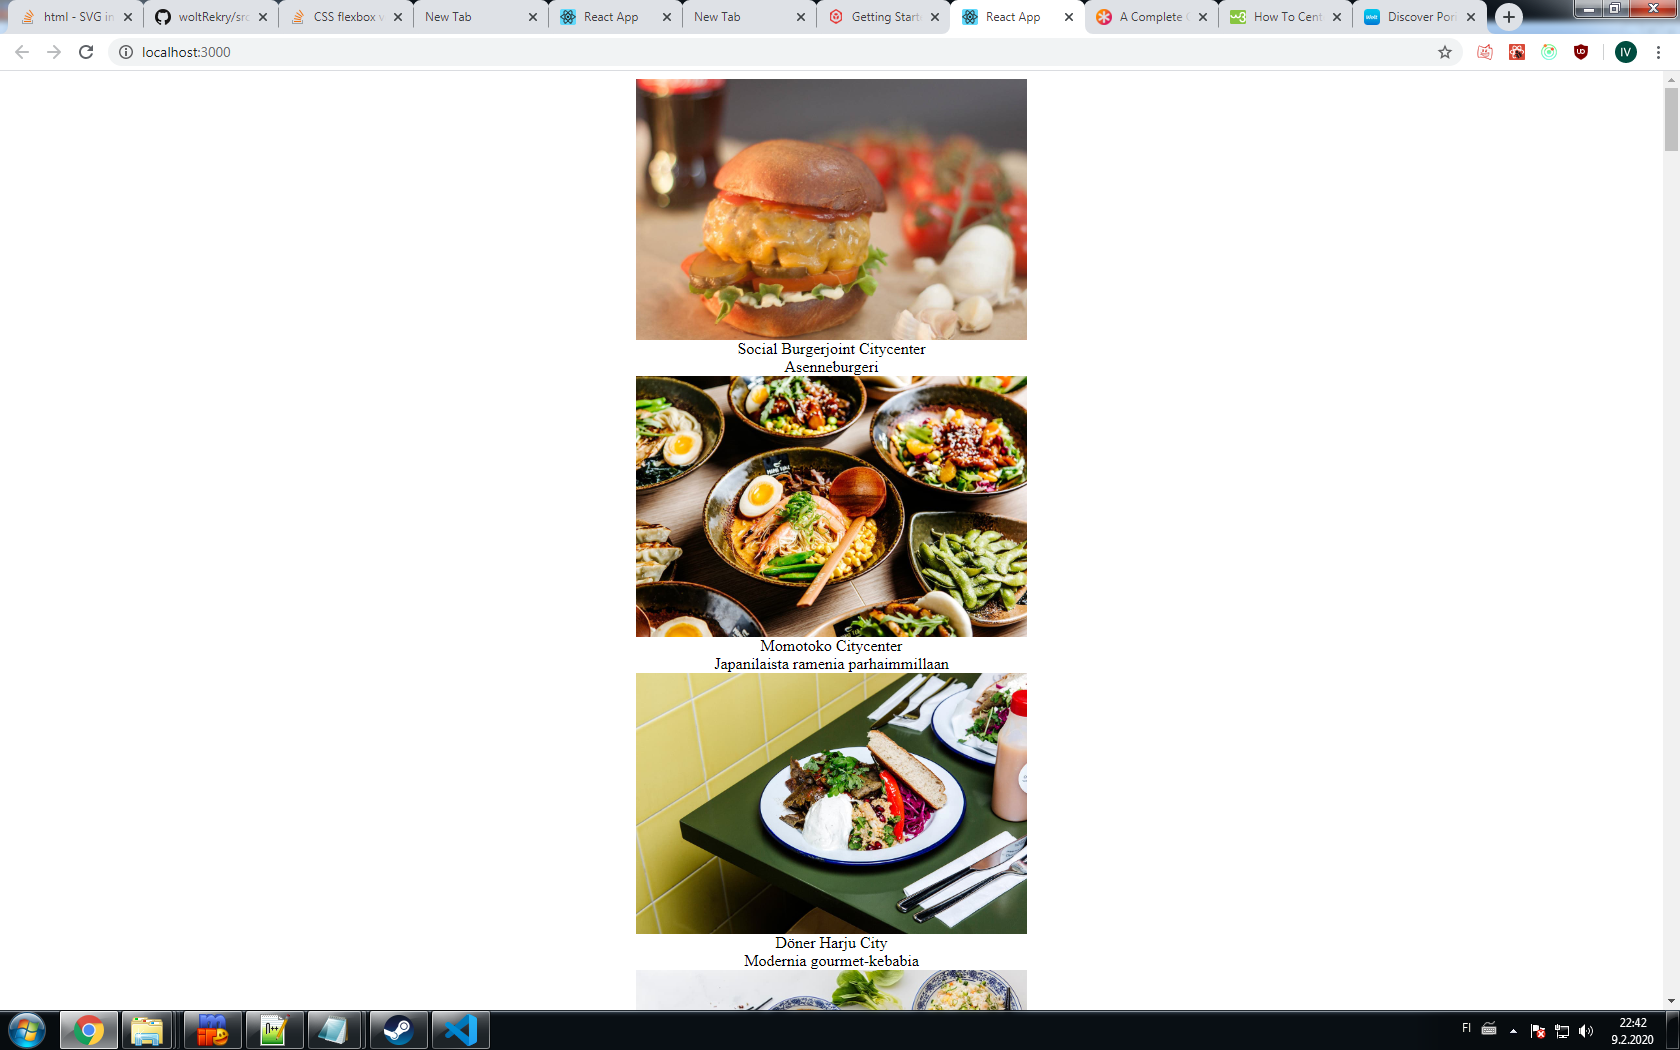 html - SVG in
woltRekry/src
CSS flexbox v
New Tab
React App
New Tab
Getting Start
React App
A Complete G
How To Cent
Discover Pori
localhost:3000
IV
Social Burgerjoint Citycenter
Asenneburgeri
Momotoko Citycenter
Japanilaista ramenia parhaimmillaan
Döner Harju City
Modernia gourmet-kebabia
FI
22:42
9.2.2020